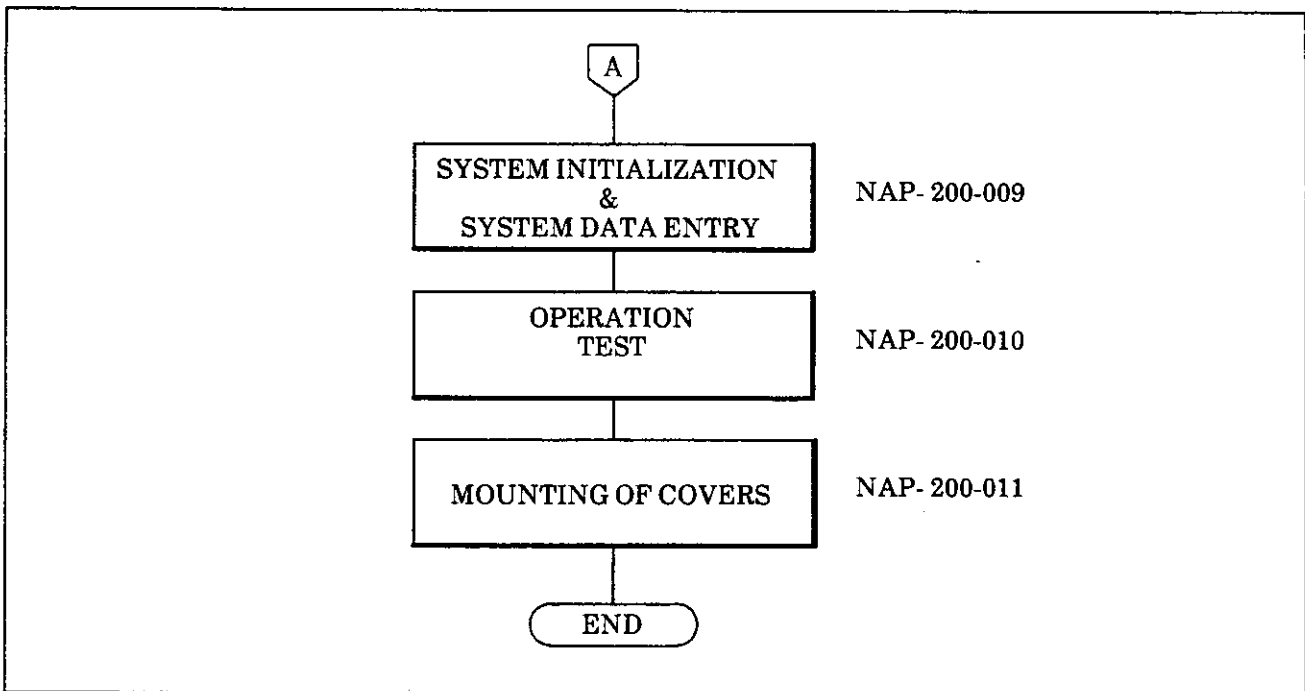 A
SYSTEM INITIALIZATION
&
SYSTEM DATA ENTRY
NAP- 200-009
OPERATION
TEST
NAP- 200-010
MOUNTING OF COVERS
NAP- 200-011
END